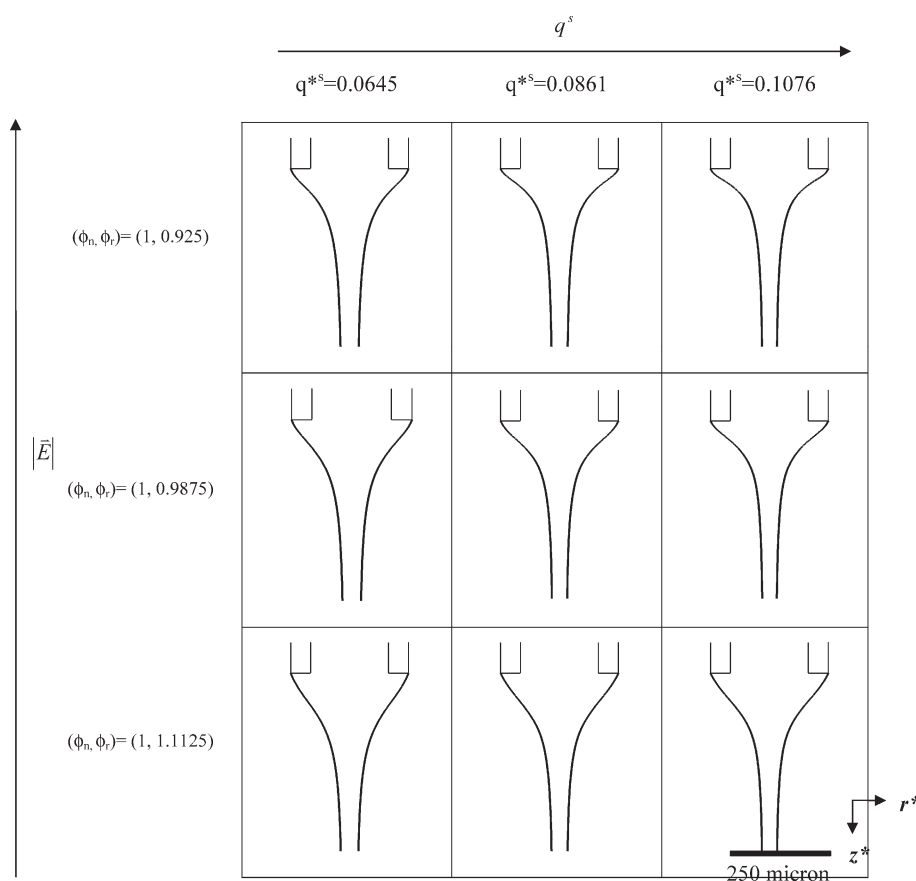 qˢ
q*ˢ=0.0645 q*ˢ=0.0861 q*ˢ=0.1076
(ϕₙ, ϕᵣ)= (1, 0.925)
(ϕₙ, ϕᵣ)= (1, 0.9875)
|E⃗|
(ϕₙ, ϕᵣ)= (1, 1.1125)
r*
z*
250 micron